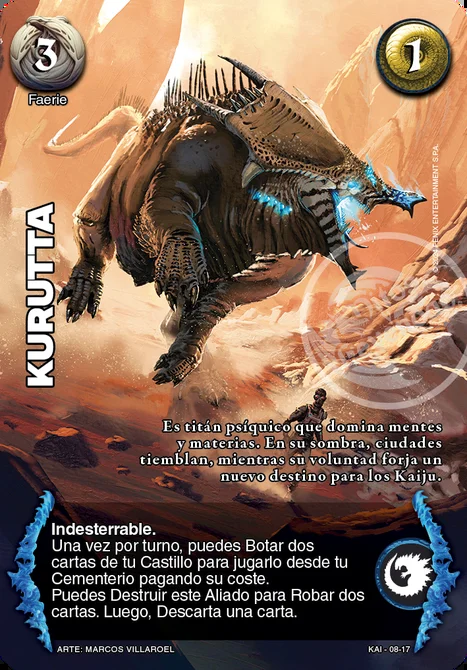 3
1
Faerie
KURUTTA
Es titán psíquico que domina mentes
y materias. En su sombra, ciudades
tiemblan, mientras su voluntad forja un
nuevo destino para los Kaiju.
Indesterrable.
Una vez por turno, puedes Botar dos
cartas de tu Castillo para jugarlo desde tu
Cementerio pagando su coste.
Puedes Destruir este Aliado para Robar dos
cartas. Luego, Descarta una carta.
ARTE: MARCOS VILLAROEL
KAI - 08-17
ENTERTAINMENT S.P.A.